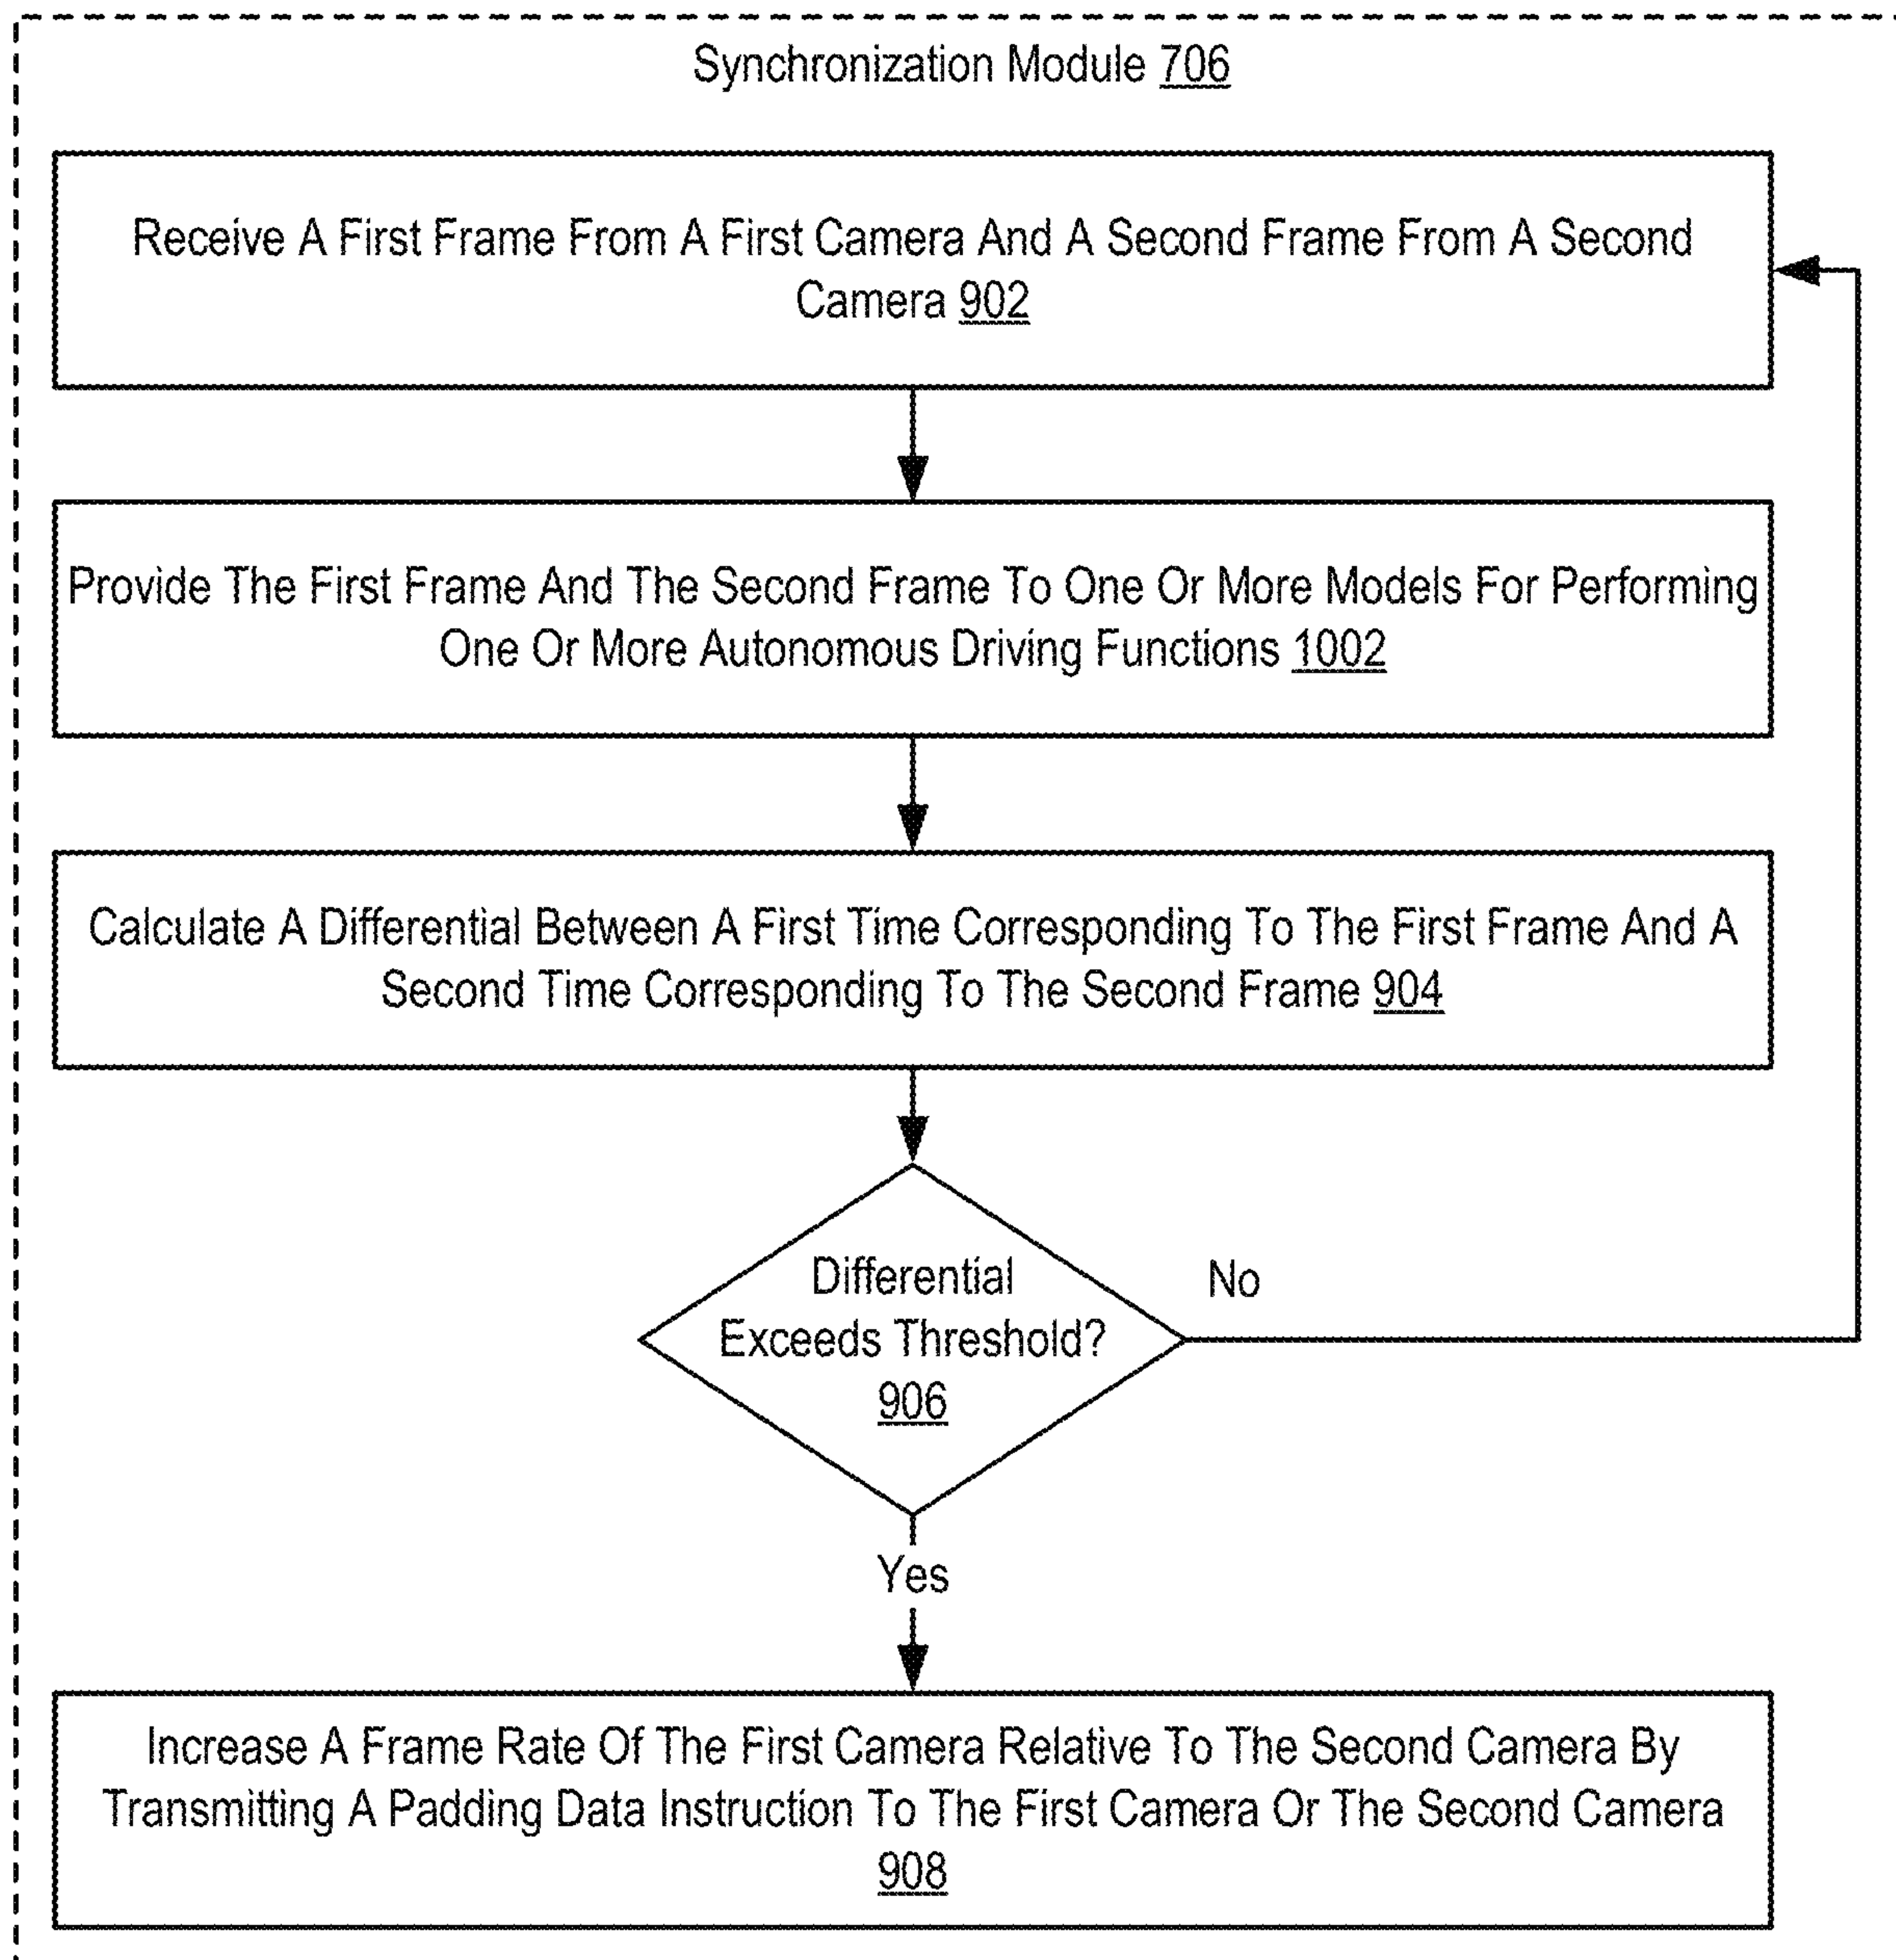 Synchronization Module 706
Receive A First Frame From A First Camera And A Second Frame From A Second
Camera 902
Provide The First Frame And The Second Frame To One Or More Models For Performing
One Or More Autonomous Driving Functions 1002
Calculate A Differential Between A First Time Corresponding To The First Frame And A
Second Time Corresponding To The Second Frame 904
Differential
Exceeds Threshold?
906
No
Yes
Increase A Frame Rate Of The First Camera Relative To The Second Camera By
Transmitting A Padding Data Instruction To The First Camera Or The Second Camera
908